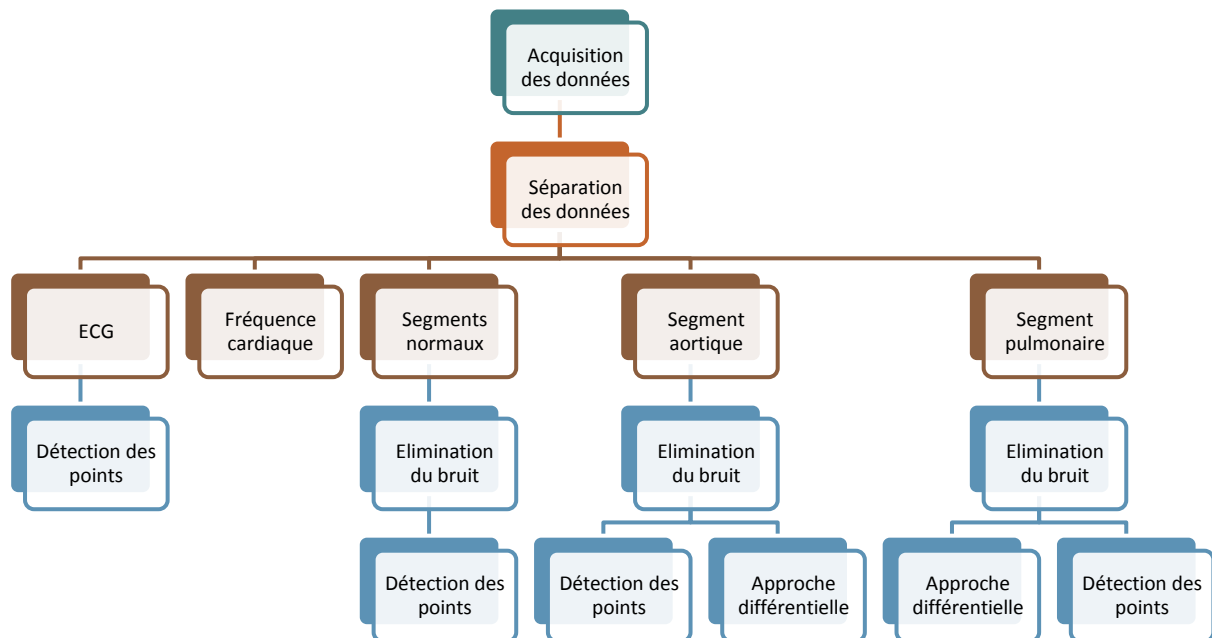 Acquisition
des données
Séparation
des données
ECG
Fréquence
cardiaque
Segments
normaux
Segment
aortique
Segment
pulmonaire
Détection des
points
Elimination
du bruit
Elimination
du bruit
Elimination
du bruit
Détection des
points
Détection des
points
Approche
différentielle
Approche
différentielle
Détection des
points